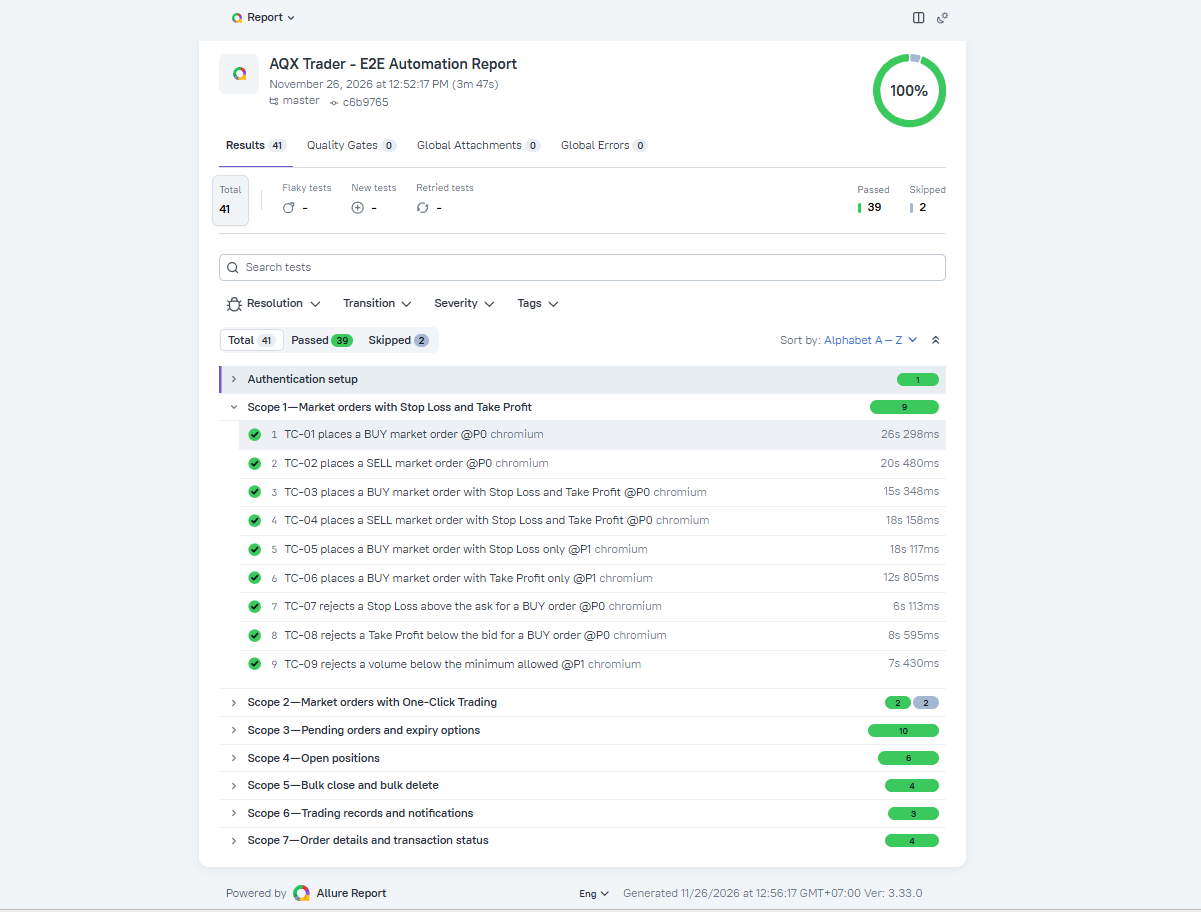 Report
AQX Trader - E2E Automation Report
November 26, 2026 at 12:52:17 PM (3m 47s)
master c6b9765
100%
Results 41 Quality Gates 0 Global Attachments 0 Global Errors 0
Total Flaky tests New tests Retried tests Passed Skipped
41 - - - 39 2
Search tests
Resolution Transition Severity Tags
Total 41 Passed 39 Skipped 2 Sort by: Alphabet A – Z
Authentication setup 1
Scope 1—Market orders with Stop Loss and Take Profit 9
1 TC-01 places a BUY market order @P0 chromium 26s 298ms
2 TC-02 places a SELL market order @P0 chromium 20s 480ms
3 TC-03 places a BUY market order with Stop Loss and Take Profit @P0 chromium 15s 348ms
4 TC-04 places a SELL market order with Stop Loss and Take Profit @P0 chromium 18s 158ms
5 TC-05 places a BUY market order with Stop Loss only @P1 chromium 18s 117ms
6 TC-06 places a BUY market order with Take Profit only @P1 chromium 12s 805ms
7 TC-07 rejects a Stop Loss above the ask for a BUY order @P0 chromium 6s 113ms
8 TC-08 rejects a Take Profit below the bid for a BUY order @P0 chromium 8s 595ms
9 TC-09 rejects a volume below the minimum allowed @P1 chromium 7s 430ms
Scope 2—Market orders with One-Click Trading 2 2
Scope 3—Pending orders and expiry options 10
Scope 4—Open positions 6
Scope 5—Bulk close and bulk delete 4
Scope 6—Trading records and notifications 3
Scope 7—Order details and transaction status 4
Powered by Allure Report Eng Generated 11/26/2026 at 12:56:17 GMT+07:00 Ver: 3.33.0